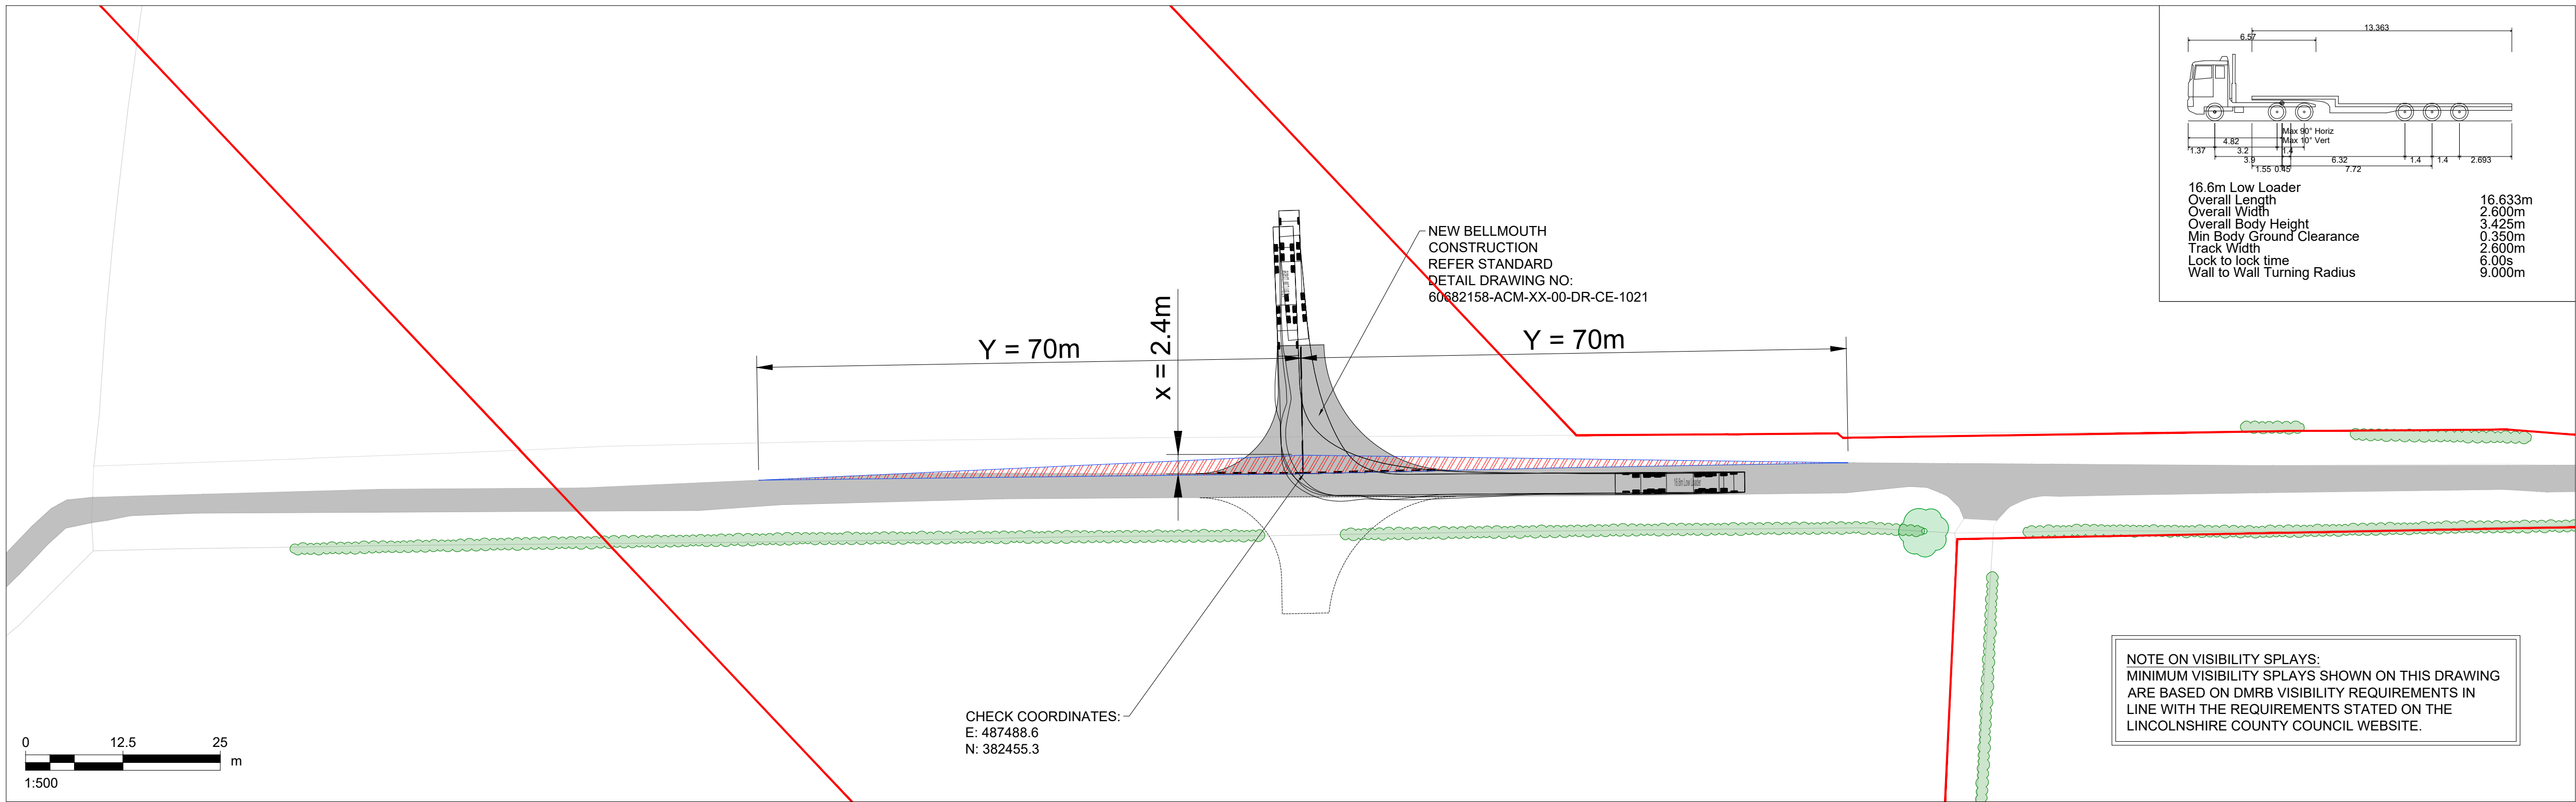 13.363
6.57
Max 90° Horiz
4.82
Max 10° Vert
1.37
3.2
1.4
3.9
6.32
1.4
1.4
2.693
1.55
0.45
7.72
16.6m Low Loader
Overall Length 16.633m
Overall Width 2.600m
Overall Body Height 3.425m
Min Body Ground Clearance 0.350m
Track Width 2.600m
Lock to lock time 6.00s
Wall to Wall Turning Radius 9.000m
NEW BELLMOUTH
CONSTRUCTION
REFER STANDARD
DETAIL DRAWING NO:
60682158-ACM-XX-00-DR-CE-1021
Y = 70m
x = 2.4m
Y = 70m
16.6m Low Loader
CHECK COORDINATES:
E: 487488.6
N: 382455.3
NOTE ON VISIBILITY SPLAYS:
MINIMUM VISIBILITY SPLAYS SHOWN ON THIS DRAWING
ARE BASED ON DMRB VISIBILITY REQUIREMENTS IN
LINE WITH THE REQUIREMENTS STATED ON THE
LINCOLNSHIRE COUNTY COUNCIL WEBSITE.
0 12.5 25
m
1:500